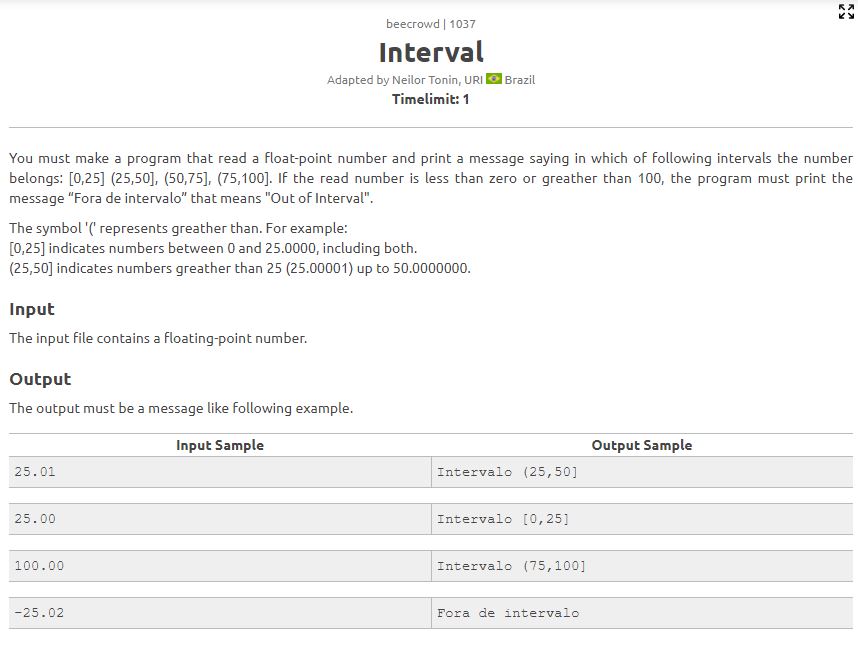 beecrowd | 1037
Interval
Adapted by Neilor Tonin, URI Brazil
Timelimit: 1
You must make a program that read a float-point number and print a message saying in which of following intervals the number
belongs: [0,25] (25,50], (50,75], (75,100]. If the read number is less than zero or greather than 100, the program must print the
message “Fora de intervalo” that means "Out of Interval".
The symbol '(' represents greather than. For example:
[0,25] indicates numbers between 0 and 25.0000, including both.
(25,50] indicates numbers greather than 25 (25.00001) up to 50.0000000.
Input
The input file contains a floating-point number.
Output
The output must be a message like following example.
Input Sample Output Sample
25.01 Intervalo (25,50]
25.00 Intervalo [0,25]
100.00 Intervalo (75,100]
-25.02 Fora de intervalo